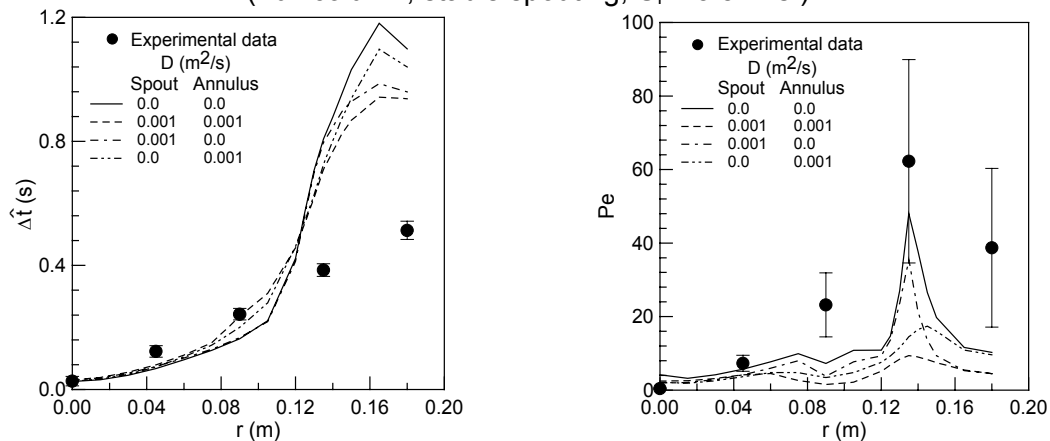 Experimental data
D (m2/s)
Spout Annulus
0.0 0.0
0.001 0.001
0.001 0.0
0.0 0.001
1.2
0.8
0.4
0.0
Δt̂ (s)
0.00 0.04 0.08 0.12 0.16 0.20
r (m)
Experimental data
D (m2/s)
Spout Annulus
0.0 0.0
0.001 0.001
0.001 0.0
0.0 0.001
100
80
60
40
20
0
Pe
0.00 0.04 0.08 0.12 0.16 0.20
r (m)